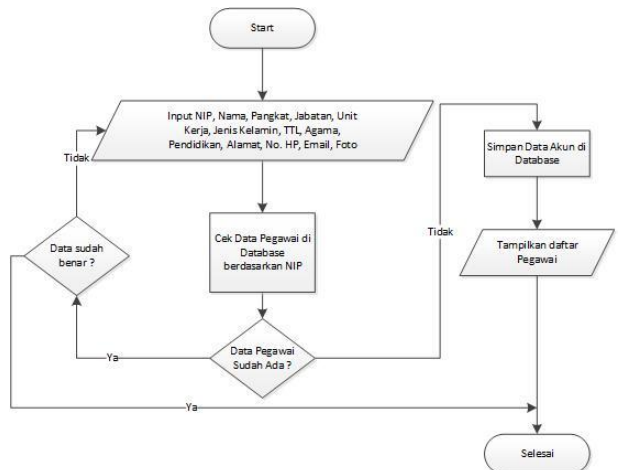 Start
Input NIP, Nama, Pangkat, Jabatan, Unit
Kerja, Jenis Kelamin, TTL, Agama,
Pendidikan, Alamat, No. HP, Email, Foto
Tidak
Cek Data Pegawai di
Database
berdasarkan NIP
Data sudah
benar ?
Data Pegawai
Sudah Ada ?
Ya
Ya
Tidak
Simpan Data Akun di
Database
Tampilkan daftar
Pegawai
Selesai